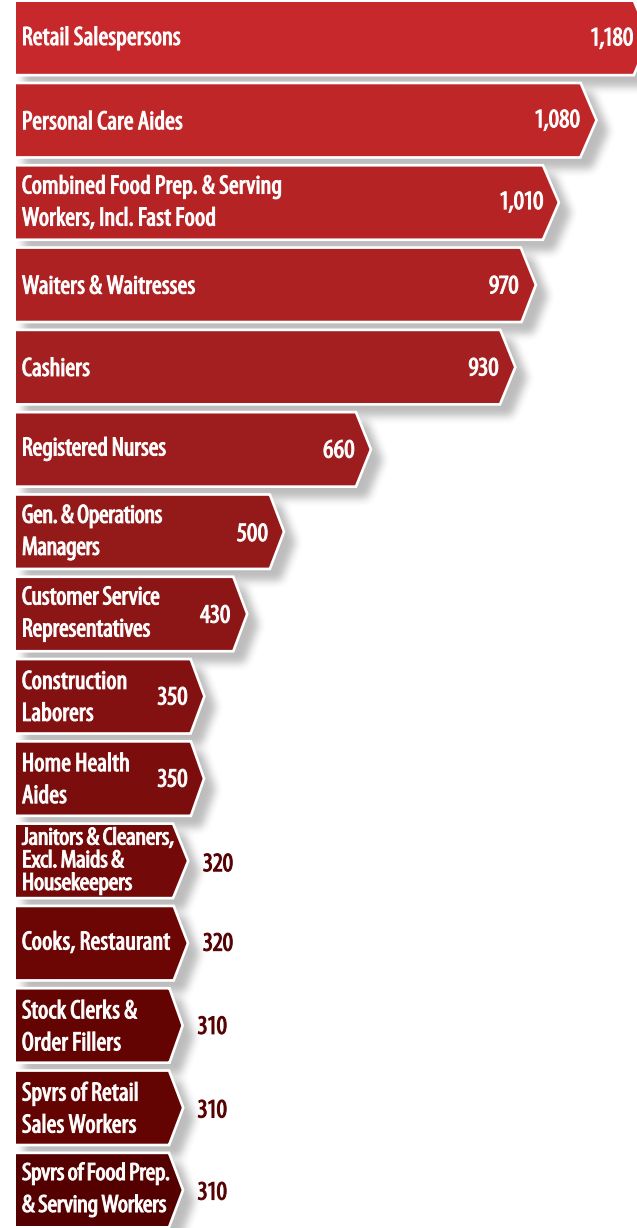 Retail Salespersons 1,180
Personal Care Aides 1,080
Combined Food Prep. & Serving
Workers, Incl. Fast Food 1,010
Waiters & Waitresses 970
Cashiers 930
Registered Nurses 660
Gen. & Operations
Managers 500
Customer Service
Representatives 430
Construction
Laborers 350
Home Health
Aides 350
Janitors & Cleaners,
Excl. Maids &
Housekeepers 320
Cooks, Restaurant 320
Stock Clerks &
Order Fillers 310
Spvrs of Retail
Sales Workers 310
Spvrs of Food Prep.
& Serving Workers 310